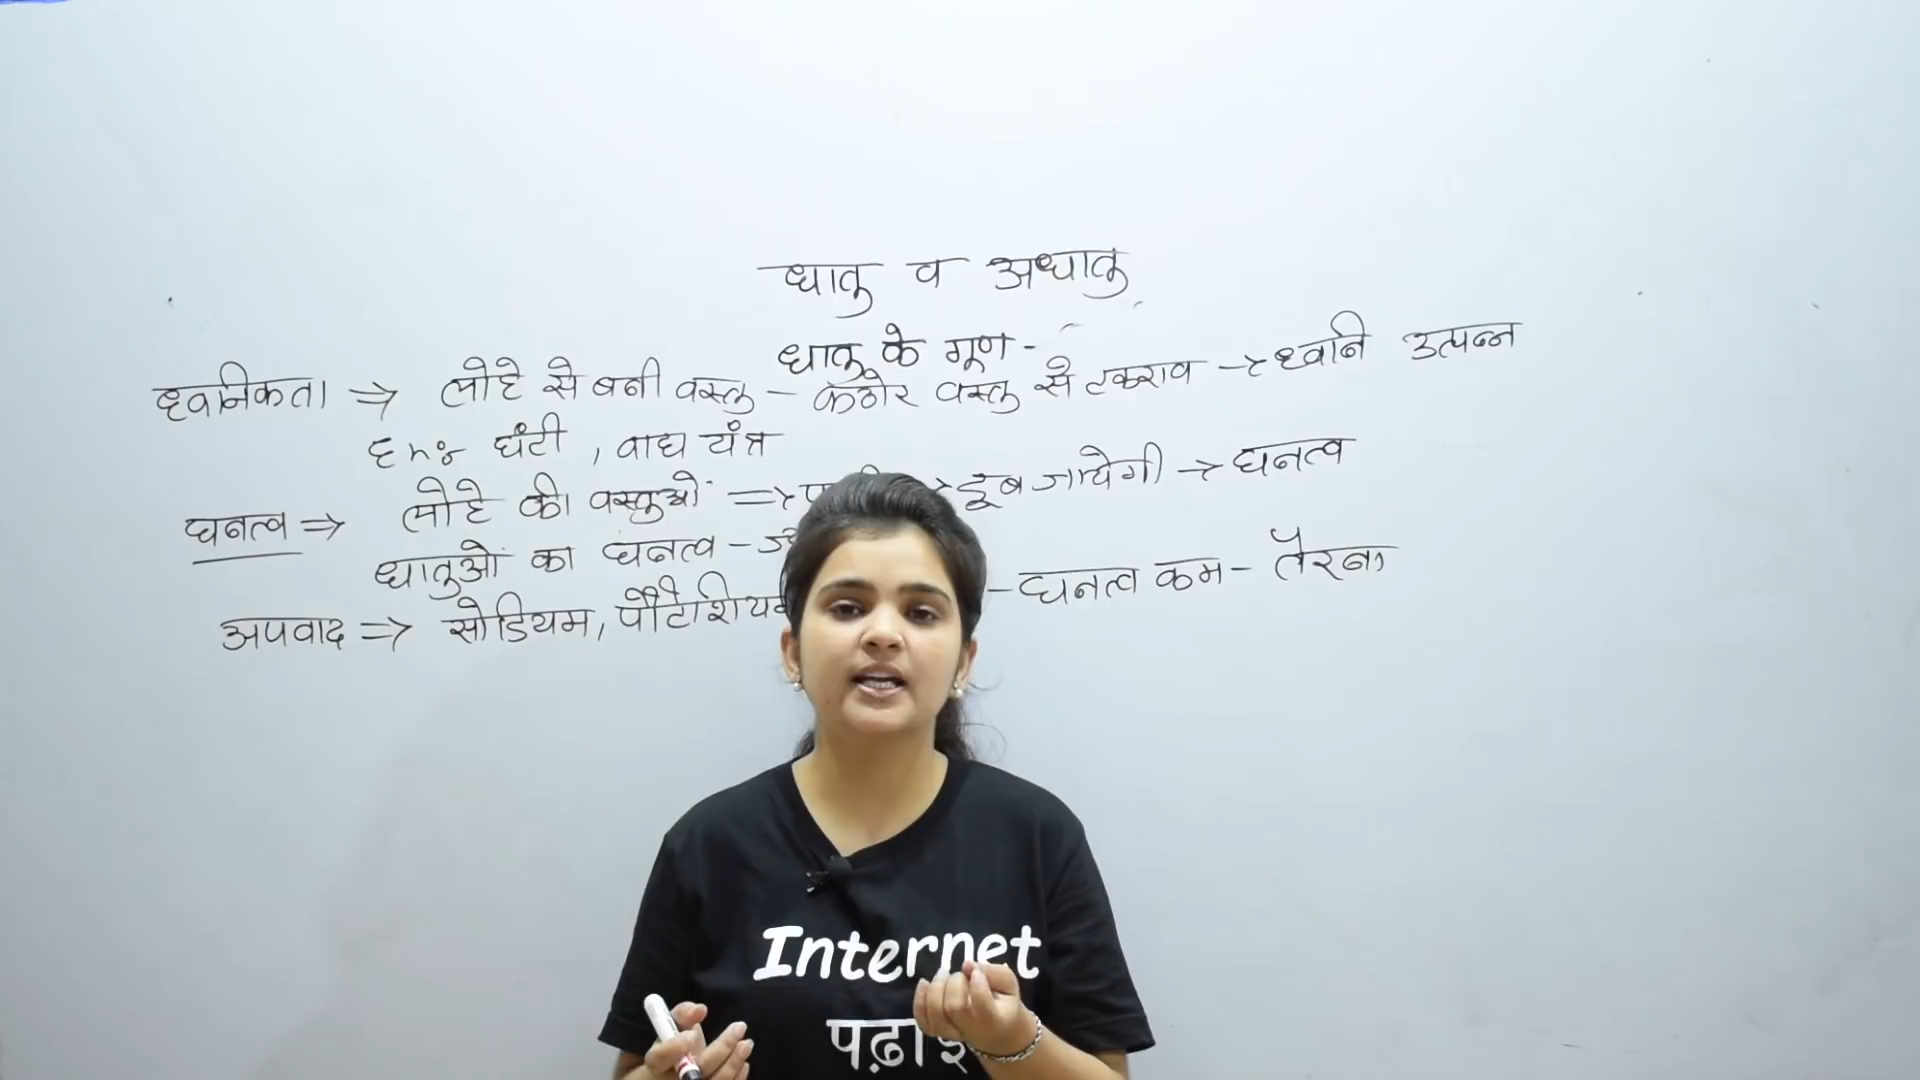 धातु व अधातु
धातु के गुण-
ध्वनिकता ⇒ लोहे से बनी वस्तु - कठोर वस्तु से टकराव → ध्वनि उत्पन्न
घंटी, वाद्य यंत्र
घनत्व ⇒ लोहे की वस्तुओं ⇒ डूब जायेगी → घनत्व
धातुओं का घनत्व -
अपवाद ⇒ सोडियम, पोटेशियम - घनत्व कम - तैरना
Internet
पढ़ाई